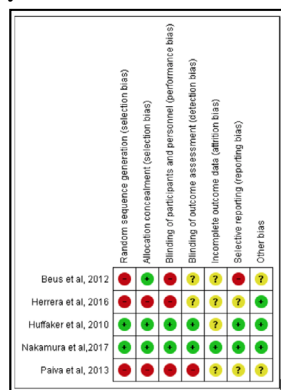 Random sequence generation (selection bias)
Allocation concealment (selection bias)
Blinding of participants and personnel (performance bias)
Blinding of outcome assessment (detection bias)
Incomplete outcome data (attrition bias)
Selective reporting (reporting bias)
Other bias
Beus et al, 2012 - + - ? ? - ?
Herrera et al, 2016 - - - ? ? ? +
Huffaker et al, 2010 + + + + ? + +
Nakamura et al,2017 + + + + + + +
Paiva et al, 2013 - - - - ? ? ?